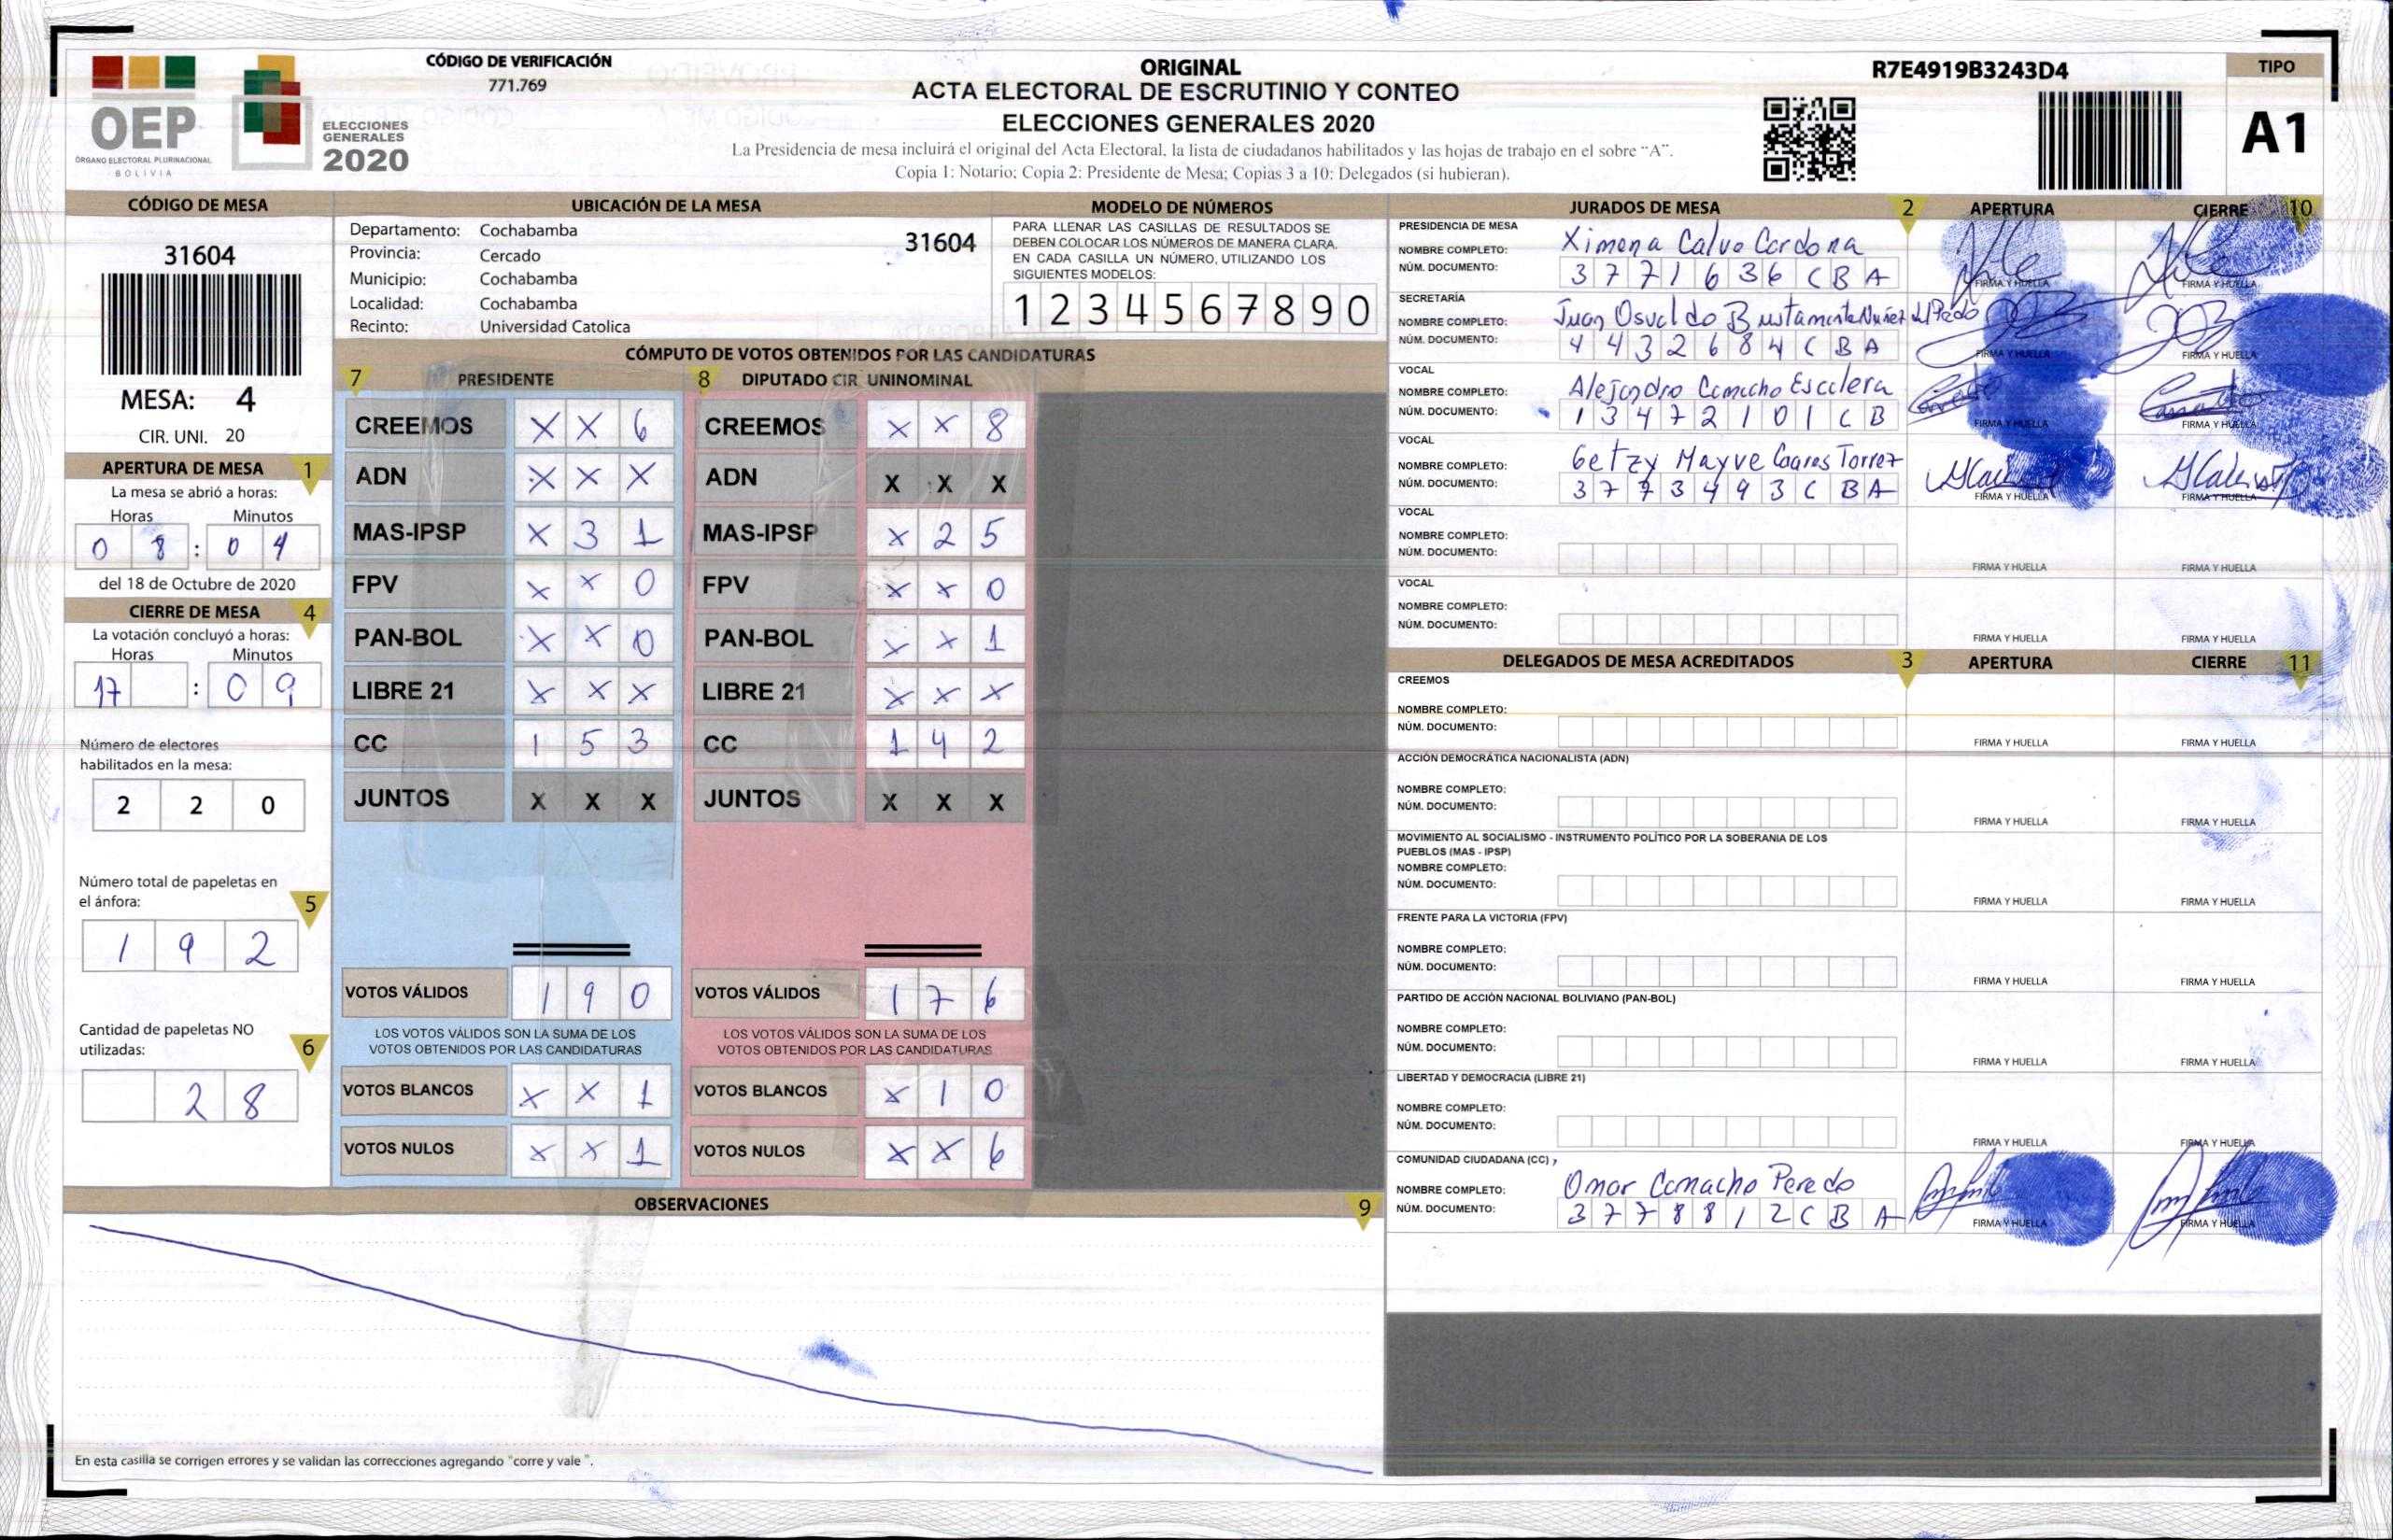 OEP
ÓRGANO ELECTORAL PLURINACIONAL
BOLIVIA
ELECCIONES
GENERALES
2020
CÓDIGO DE VERIFICACIÓN
771.769
ORIGINAL
ACTA ELECTORAL DE ESCRUTINIO Y CONTEO
ELECCIONES GENERALES 2020
La Presidencia de mesa incluirá el original del Acta Electoral, la lista de ciudadanos habilitados y las hojas de trabajo en el sobre "A".
Copia 1: Notario; Copia 2: Presidente de Mesa; Copias 3 a 10: Delegados (si hubieran).
R7E4919B3243D4
TIPO
A1
CÓDIGO DE MESA
31604
MESA: 4
CIR. UNI. 20
APERTURA DE MESA 1
La mesa se abrió a horas:
Horas Minutos
0 8 : 0 4
del 18 de Octubre de 2020
CIERRE DE MESA 4
La votación concluyó a horas:
Horas Minutos
17 : 0 9
Número de electores
habilitados en la mesa:
2 2 0
Número total de papeletas en
el ánfora: 5
1 9 2
Cantidad de papeletas NO
utilizadas: 6
2 8
UBICACIÓN DE LA MESA
Departamento: Cochabamba
31604
Provincia: Cercado
Municipio: Cochabamba
Localidad: Cochabamba
Recinto: Universidad Catolica
MODELO DE NÚMEROS
PARA LLENAR LAS CASILLAS DE RESULTADOS SE
DEBEN COLOCAR LOS NÚMEROS DE MANERA CLARA.
EN CADA CASILLA UN NÚMERO, UTILIZANDO LOS
SIGUIENTES MODELOS:
1 2 3 4 5 6 7 8 9 0
CÓMPUTO DE VOTOS OBTENIDOS POR LAS CANDIDATURAS
7 PRESIDENTE
CREEMOS X X 6
ADN X X X
MAS-IPSP X 3 1
FPV X X 0
PAN-BOL X X 0
LIBRE 21 X X X
CC 1 5 3
JUNTOS X X X
VOTOS VÁLIDOS 1 9 0
LOS VOTOS VÁLIDOS SON LA SUMA DE LOS
VOTOS OBTENIDOS POR LAS CANDIDATURAS
VOTOS BLANCOS X X 1
VOTOS NULOS X X 1
8 DIPUTADO CIR. UNINOMINAL
CREEMOS X X 8
ADN X X X
MAS-IPSP X 2 5
FPV X X 0
PAN-BOL X X 1
LIBRE 21 X X X
CC 1 4 2
JUNTOS X X X
VOTOS VÁLIDOS 1 7 6
LOS VOTOS VÁLIDOS SON LA SUMA DE LOS
VOTOS OBTENIDOS POR LAS CANDIDATURAS
VOTOS BLANCOS X 1 0
VOTOS NULOS X X 6
OBSERVACIONES 9
En esta casilla se corrigen errores y se validan las correcciones agregando "corre y vale ".
JURADOS DE MESA 2 APERTURA CIERRE 10
PRESIDENCIA DE MESA
NOMBRE COMPLETO: Ximena Calvo Cardona
NÚM. DOCUMENTO: 3 7 7 1 6 3 6 C B A
FIRMA Y HUELLA FIRMA Y HUELLA
SECRETARÍA
NOMBRE COMPLETO: Juan Osvaldo Bustamante Nuñez d Prado
NÚM. DOCUMENTO: 4 4 3 2 6 8 4 C B A
FIRMA Y HUELLA FIRMA Y HUELLA
VOCAL
NOMBRE COMPLETO: Alejandro Camacho Escalera
NÚM. DOCUMENTO: 1 3 4 7 2 1 0 1 C B
FIRMA Y HUELLA FIRMA Y HUELLA
VOCAL
NOMBRE COMPLETO: Getzy Mayve Torrez
NÚM. DOCUMENTO: 3 7 7 3 4 9 3 C B A
FIRMA Y HUELLA FIRMA Y HUELLA
VOCAL
NOMBRE COMPLETO:
NÚM. DOCUMENTO:
FIRMA Y HUELLA FIRMA Y HUELLA
VOCAL
NOMBRE COMPLETO:
NÚM. DOCUMENTO:
FIRMA Y HUELLA FIRMA Y HUELLA
DELEGADOS DE MESA ACREDITADOS 3 APERTURA CIERRE 11
CREEMOS
NOMBRE COMPLETO:
NÚM. DOCUMENTO:
FIRMA Y HUELLA FIRMA Y HUELLA
ACCIÓN DEMOCRÁTICA NACIONALISTA (ADN)
NOMBRE COMPLETO:
NÚM. DOCUMENTO:
FIRMA Y HUELLA FIRMA Y HUELLA
MOVIMIENTO AL SOCIALISMO - INSTRUMENTO POLÍTICO POR LA SOBERANIA DE LOS
PUEBLOS (MAS - IPSP)
NOMBRE COMPLETO:
NÚM. DOCUMENTO:
FIRMA Y HUELLA FIRMA Y HUELLA
FRENTE PARA LA VICTORIA (FPV)
NOMBRE COMPLETO:
NÚM. DOCUMENTO:
FIRMA Y HUELLA FIRMA Y HUELLA
PARTIDO DE ACCIÓN NACIONAL BOLIVIANO (PAN-BOL)
NOMBRE COMPLETO:
NÚM. DOCUMENTO:
FIRMA Y HUELLA FIRMA Y HUELLA
LIBERTAD Y DEMOCRACIA (LIBRE 21)
NOMBRE COMPLETO:
NÚM. DOCUMENTO:
FIRMA Y HUELLA FIRMA Y HUELLA
COMUNIDAD CIUDADANA (CC)
NOMBRE COMPLETO: Omar Camacho Peredo
NÚM. DOCUMENTO: 3 7 7 8 8 1 2 C B A
FIRMA Y HUELLA FIRMA Y HUELLA